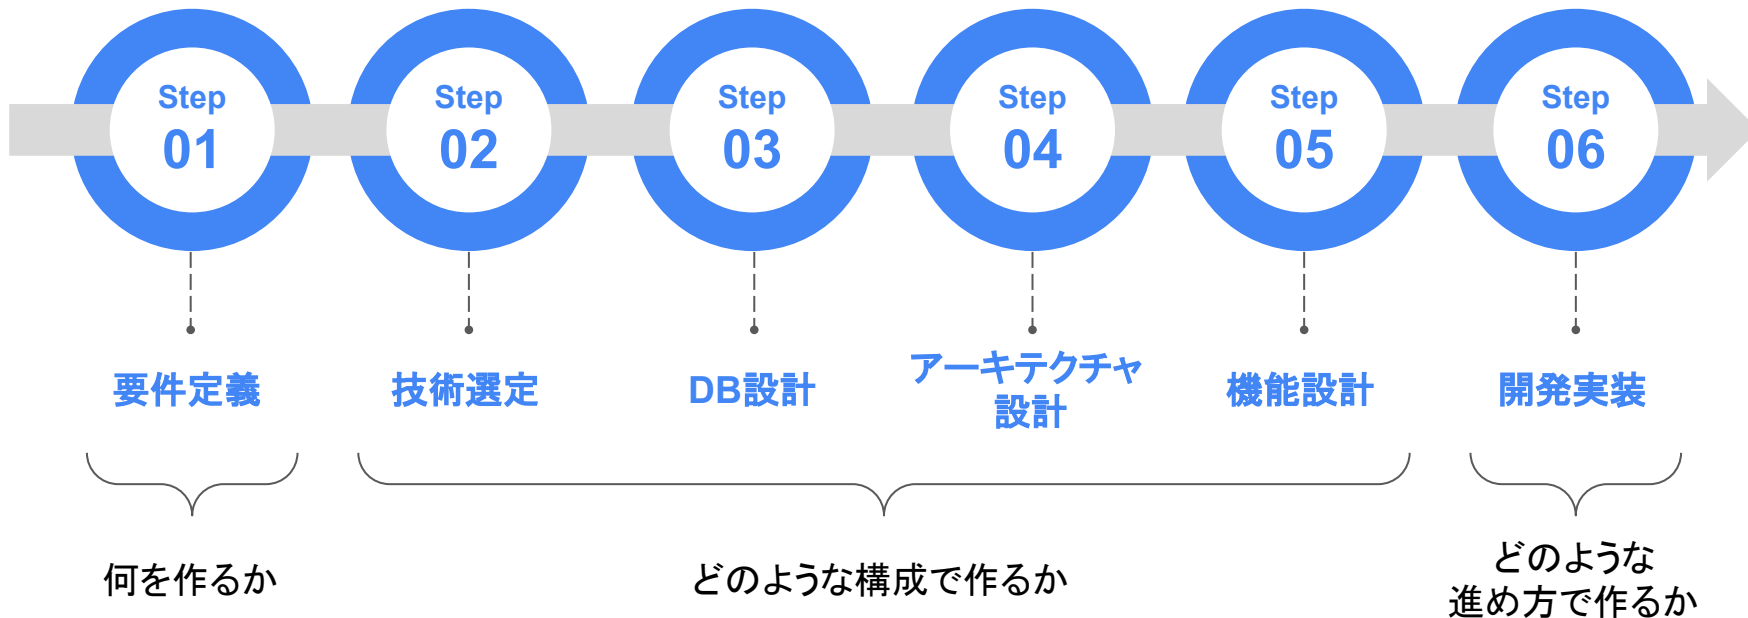 Step
01
Step
02
Step
03
Step
04
Step
05
Step
06
要件定義
技術選定
DB設計
アーキテクチャ
設計
機能設計
開発実装
何を作るか
どのような構成で作るか
どのような
進め方で作るか